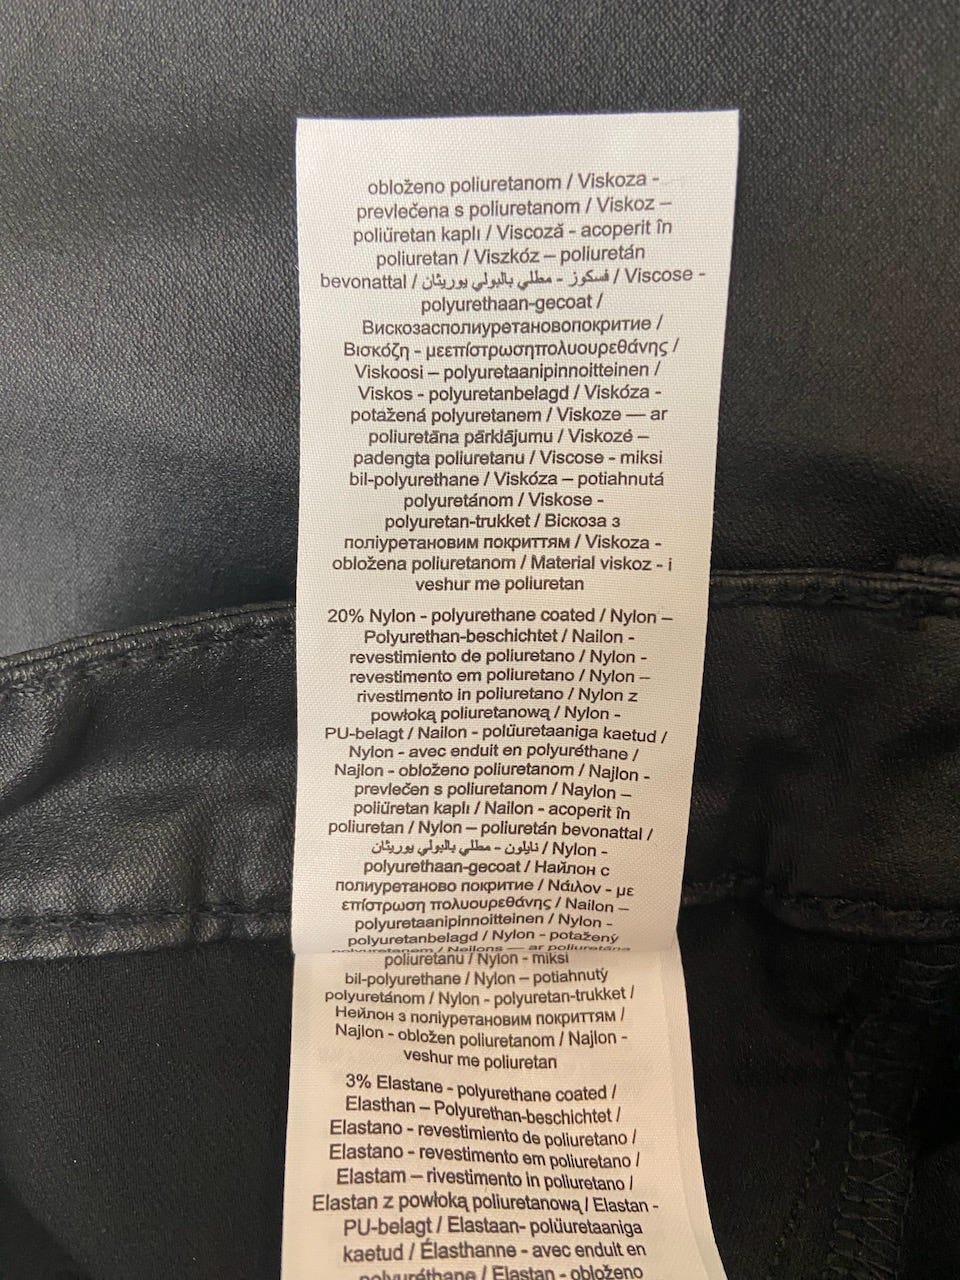 obloženo poliuretanom / Viskoza -
prevlečena s poliuretanom / Viskoz –
poliüretan kaplı / Viscoză - acoperit în
poliuretan / Viszkóz – poliuretán
bevonattal / فسكوز - مطلي بالبولي يوريثان / Viscose -
polyurethaan-gecoat /
Вискозасполиуретановопокритие /
Βισκόζη - μεεπίστρωσηπολυουρεθάνης /
Viskoosi – polyuretaanipinnoitteinen /
Viskos - polyuretanbelagd / Viskóza -
potažená polyuretanem / Viskoze — ar
poliuretāna pārklājumu / Viskozė –
padengta poliuretanu / Viscose - miksi
bil-polyurethane / Viskóza – potiahnutá
polyuretánom / Viskose -
polyuretan-trukket / Віскоза з
поліуретановим покриттям / Viskoza -
obložena poliuretanom / Material viskoz - i
veshur me poliuretan
20% Nylon - polyurethane coated / Nylon –
Polyurethan-beschichtet / Nailon -
revestimiento de poliuretano / Nylon -
revestimento em poliuretano / Nylon –
rivestimento in poliuretano / Nylon z
powłoką poliuretanową / Nylon -
PU-belagt / Nailon - polüuretaaniga kaetud /
Nylon - avec enduit en polyuréthane /
Najlon - obloženo poliuretanom / Najlon -
prevlečen s poliuretanom / Naylon –
poliüretan kaplı / Nailon - acoperit în
poliuretan / Nylon – poliuretán bevonattal /
نايلون - مطلي بالبولي يوريثان / Nylon -
polyurethaan-gecoat / Найлон с
полиуретаново покритие / Νάιλον - με
επίστρωση πολυουρεθάνης / Nailon –
polyuretaanipinnoitteinen / Nylon -
polyuretanbelagd / Nylon - potažený
polyuretanem / Neilons — ar poliuretāna
poliuretanu / Nylon - miksi
bil-polyurethane / Nylon – potiahnutý
polyuretánom / Nylon - polyuretan-trukket /
Нейлон з поліуретановим покриттям /
Najlon - obložen poliuretanom / Najlon -
veshur me poliuretan
3% Elastane - polyurethane coated /
Elasthan – Polyurethan-beschichtet /
Elastano - revestimiento de poliuretano /
Elastano - revestimento em poliuretano /
Elastam – rivestimento in poliuretano /
Elastan z powłoką poliuretanową / Elastan -
PU-belagt / Elastaan- polüuretaaniga
kaetud / Élasthanne - avec enduit en
polyuréthane / Elastan - obloženo